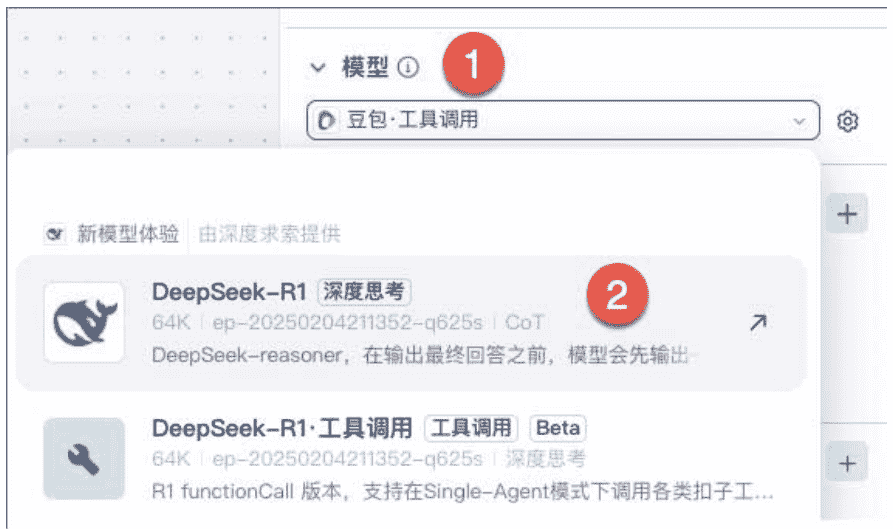 模型 1
豆包·工具调用
新模型体验 由深度求索提供
DeepSeek-R1 深度思考 2
64K | ep-20250204211352-q625s | CoT
DeepSeek-reasoner，在输出最终回答之前，模型会先输出
DeepSeek-R1·工具调用 工具调用 Beta
64K | ep-20250204211352-q625s | 深度思考
R1 functionCall 版本，支持在Single-Agent模式下调用各类扣子工...